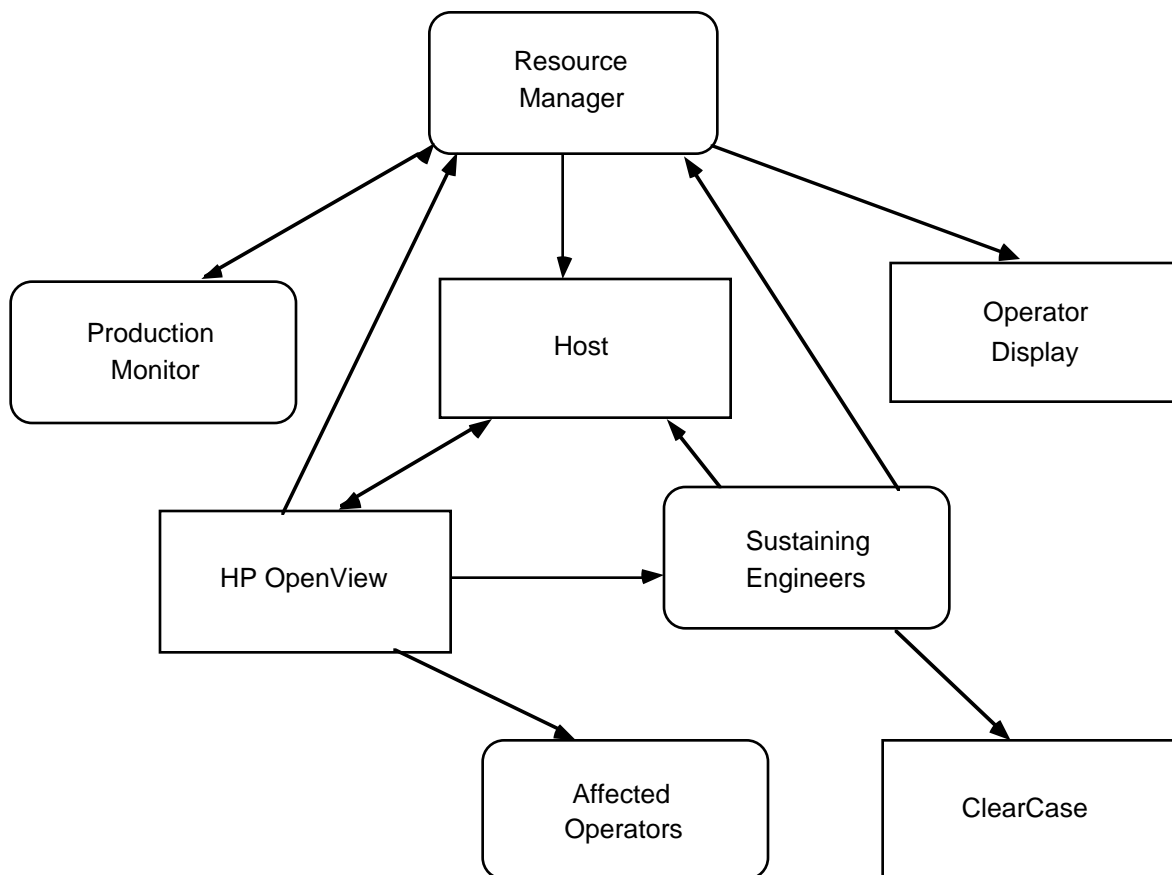 Resource
Manager
Production
Monitor
Host
Operator
Display
HP OpenView
Sustaining
Engineers
Affected
Operators
ClearCase